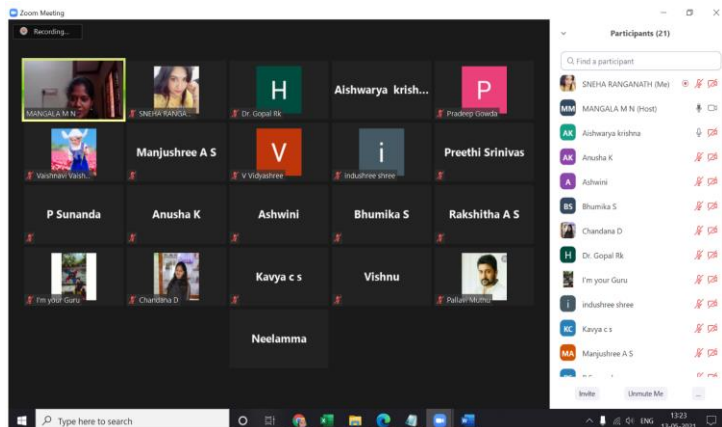 Zoom Meeting
Recording...
MANGALA M N
SNEHA RANGA...
H
Dr. Gopal Rk
Aishwarya krish...
P
Pradeep Gowda
Vaishnavi Vaish...
Manjushree A S
V
V Vidyashree
i
indushree shree
Preethi Srinivas
P Sunanda
Anusha K
Ashwini
Bhumika S
Rakshitha A S
I'm your Guru
Chandana D
Kavya c s
Vishnu
Pallavi Muthu
Neelamma
Participants (21)
Find a participant
SNEHA RANGANATH (Me)
MM MANGALA M N (Host)
AK Aishwarya krishna
AK Anusha K
A Ashwini
BS Bhumika S
Chandana D
H Dr. Gopal Rk
I'm your Guru
i indushree shree
KC Kavya c s
MA Manjushree A S
Invite Unmute Me ...
Type here to search
ENG
13:23
13-05-2021